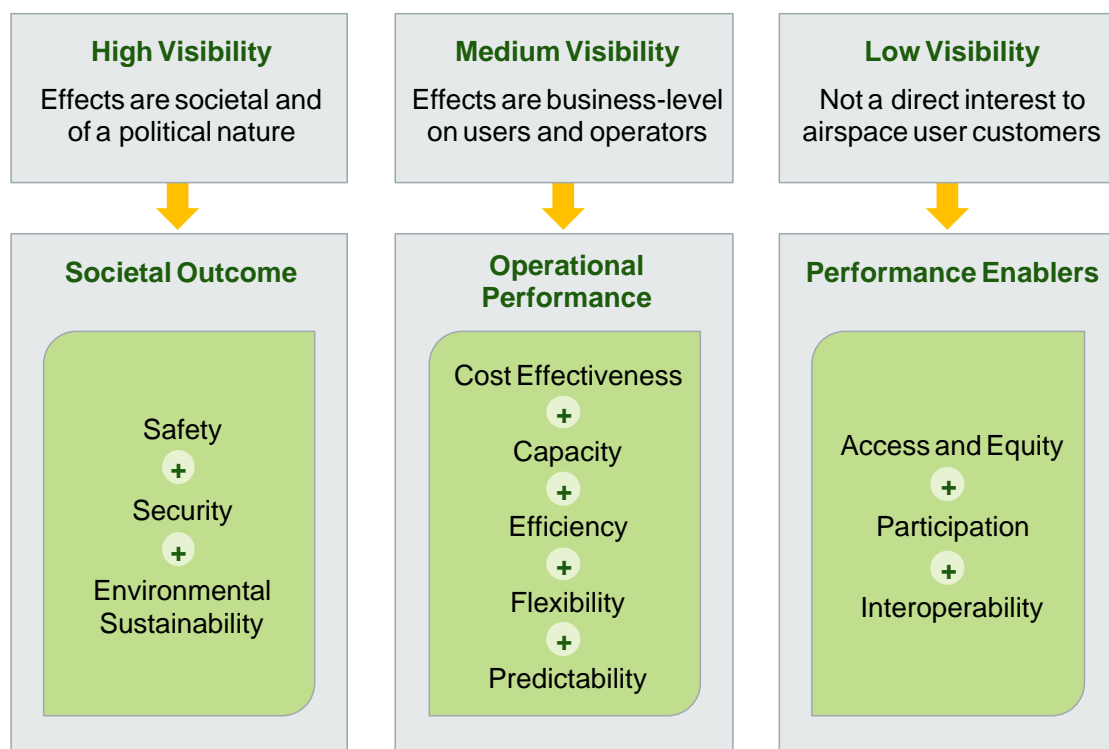 High Visibility
Effects are societal and
of a political nature
Societal Outcome
Safety
+
Security
+
Environmental
Sustainability
Medium Visibility
Effects are business-level
on users and operators
Operational
Performance
Cost Effectiveness
+
Capacity
+
Efficiency
+
Flexibility
+
Predictability
Low Visibility
Not a direct interest to
airspace user customers
Performance Enablers
Access and Equity
+
Participation
+
Interoperability